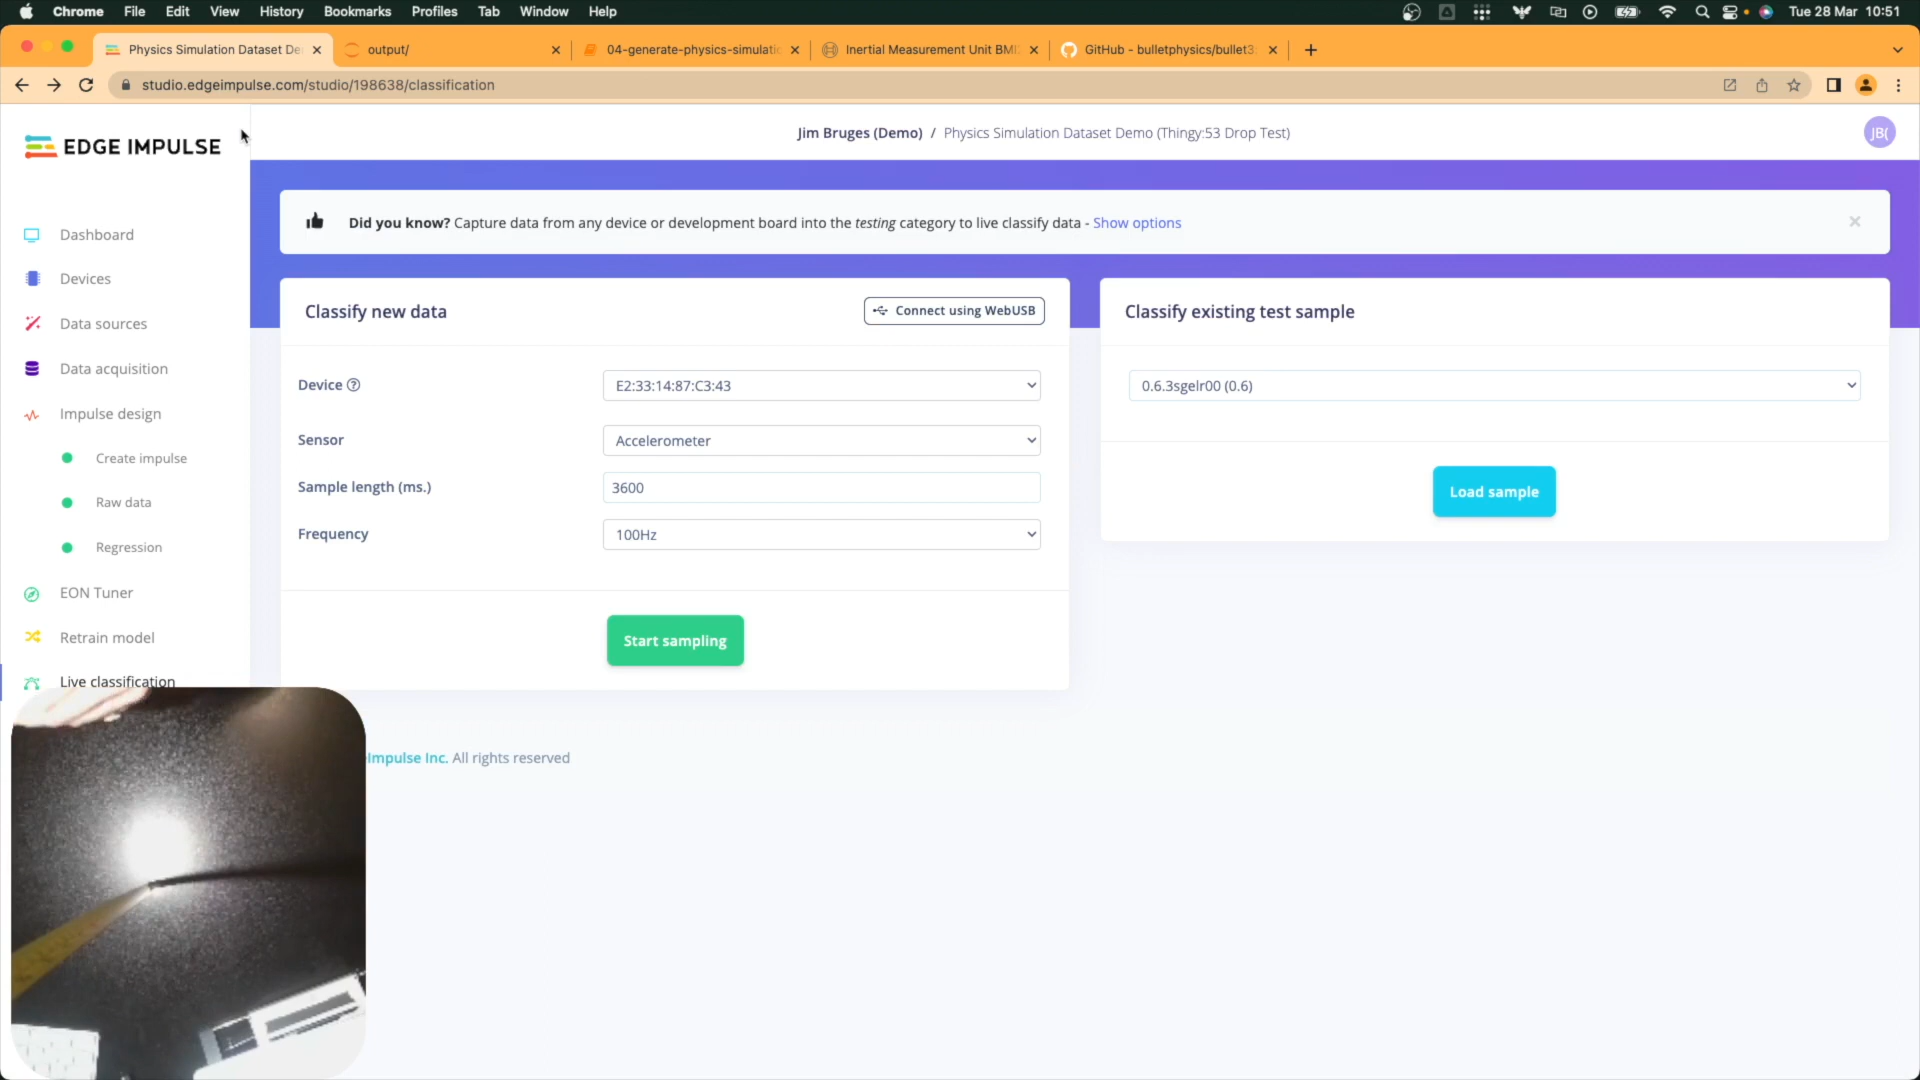 Chrome File Edit View History Bookmarks Profiles Tab Window Help Tue 28 Mar 10:51
Physics Simulation Dataset De output/ 04-generate-physics-simulatio Inertial Measurement Unit BMI GitHub - bulletphysics/bullet3
studio.edgeimpulse.com/studio/198638/classification
EDGE IMPULSE
Jim Bruges (Demo) / Physics Simulation Dataset Demo (Thingy:53 Drop Test)
JB(
Did you know? Capture data from any device or development board into the testing category to live classify data - Show options
Dashboard
Devices
Data sources
Data acquisition
Impulse design
Create impulse
Raw data
Regression
EON Tuner
Retrain model
Live classification
Classify new data
Connect using WebUSB
Device ?
E2:33:14:87:C3:43
Sensor
Accelerometer
Sample length (ms.)
3600
Frequency
100Hz
Start sampling
Classify existing test sample
0.6.3sgelr00 (0.6)
Load sample
Impulse Inc. All rights reserved